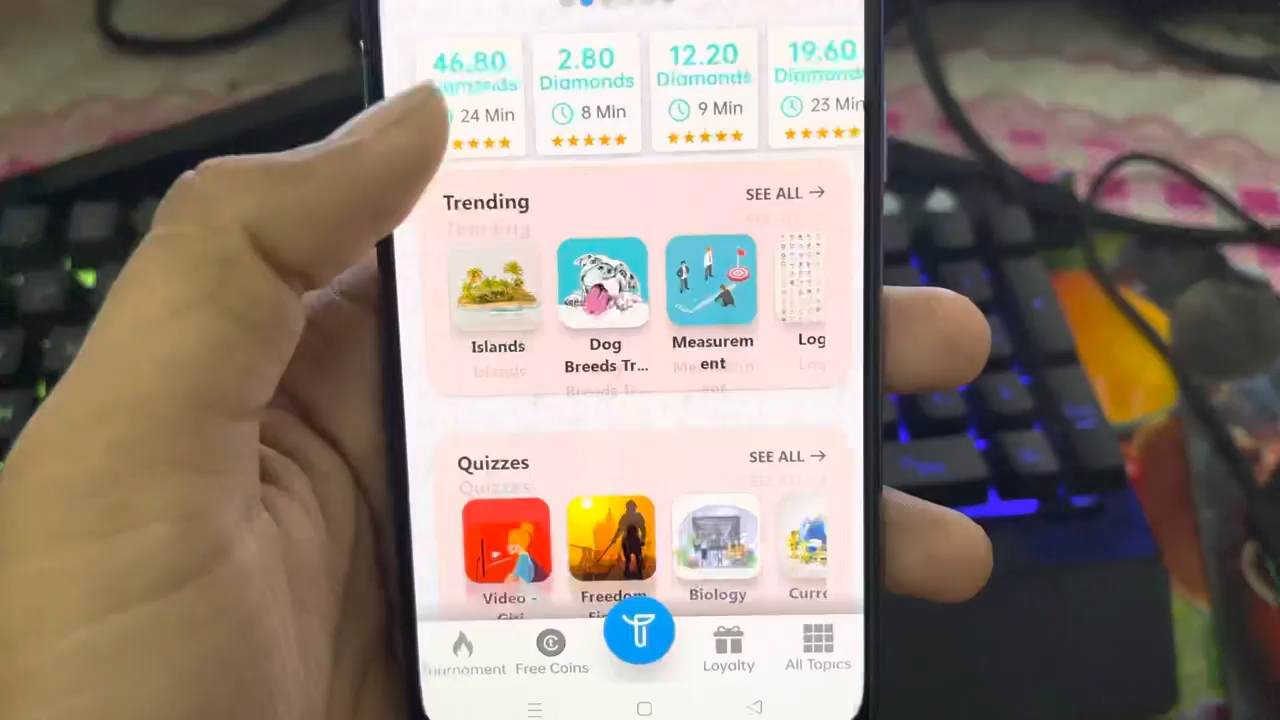 46.80
2.80
12.20
19.60
Diamonds
Diamonds
Diamonds
Diamonds
24 Min
8 Min
9 Min
23 Min
Trending
SEE ALL →
Islands
Dog
Breeds Tr...
Measurem
ent
Log
Quizzes
SEE ALL →
Video -
Freedom
Biology
Curre
urnament
Free Coins
Loyalty
All Topics